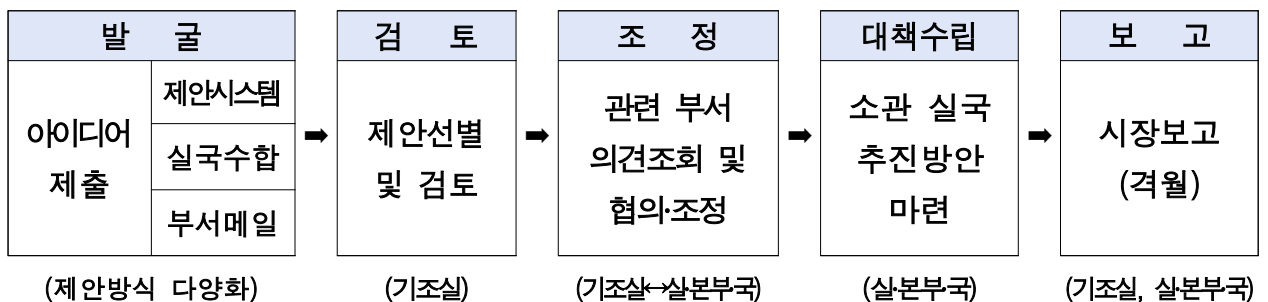 발 굴
아이디어
제출
제안시스템
실국수합
부서메일
(제안방식 다양화)
➡
검 토
제안선별
및 검토
(기조실)
➡
조 정
관련 부서
의견조회 및
협의·조정
(기조실↔실·본부·국)
➡
대책수립
소관 실국
추진방안
마련
(실·본부·국)
➡
보 고
시장보고
(격월)
(기조실, 실·본부·국)